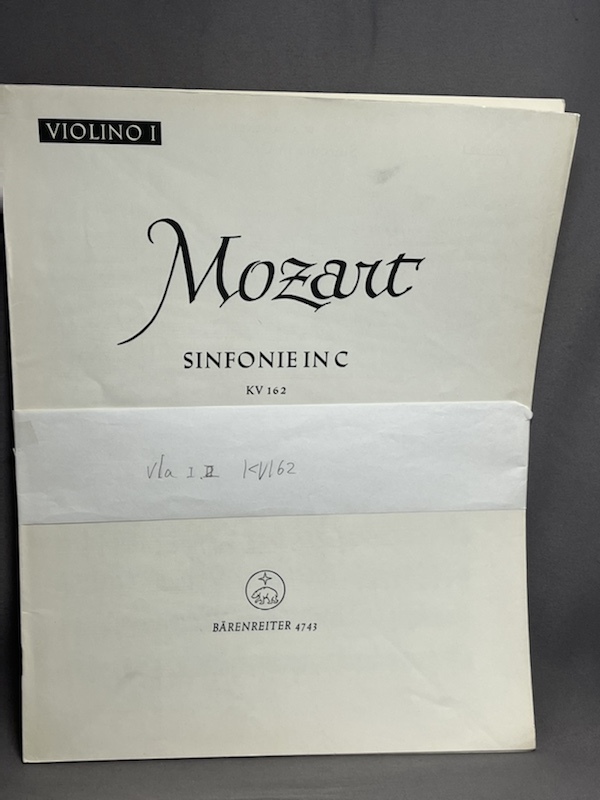 VIOLINO I
Mozart
SINFONIE IN C
KV 162
Vla I.II KV162
BÄRENREITER 4743